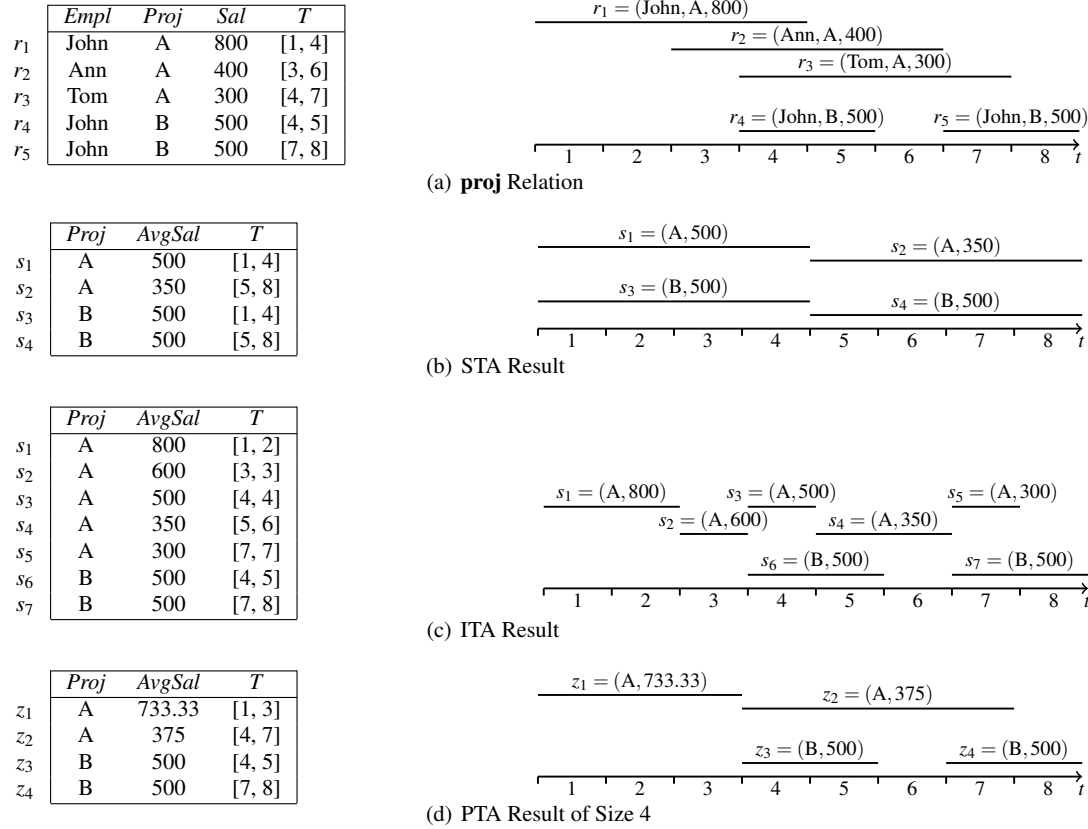 Empl Proj Sal T
r1 John A 800 [1, 4]
r2 Ann A 400 [3, 6]
r3 Tom A 300 [4, 7]
r4 John B 500 [4, 5]
r5 John B 500 [7, 8]
r1 = (John, A, 800)
r2 = (Ann, A, 400)
r3 = (Tom, A, 300)
r4 = (John, B, 500) r5 = (John, B, 500)
1 2 3 4 5 6 7 8 t
(a) proj Relation
Proj AvgSal T
s1 A 500 [1, 4]
s2 A 350 [5, 8]
s3 B 500 [1, 4]
s4 B 500 [5, 8]
s1 = (A, 500)
s2 = (A, 350)
s3 = (B, 500)
s4 = (B, 500)
1 2 3 4 5 6 7 8 t
(b) STA Result
Proj AvgSal T
s1 A 800 [1, 2]
s2 A 600 [3, 3]
s3 A 500 [4, 4]
s4 A 350 [5, 6]
s5 A 300 [7, 7]
s6 B 500 [4, 5]
s7 B 500 [7, 8]
s1 = (A, 800) s3 = (A, 500) s5 = (A, 300)
s2 = (A, 600) s4 = (A, 350)
s6 = (B, 500) s7 = (B, 500)
1 2 3 4 5 6 7 8 t
(c) ITA Result
Proj AvgSal T
z1 A 733.33 [1, 3]
z2 A 375 [4, 7]
z3 B 500 [4, 5]
z4 B 500 [7, 8]
z1 = (A, 733.33)
z2 = (A, 375)
z3 = (B, 500) z4 = (B, 500)
1 2 3 4 5 6 7 8 t
(d) PTA Result of Size 4